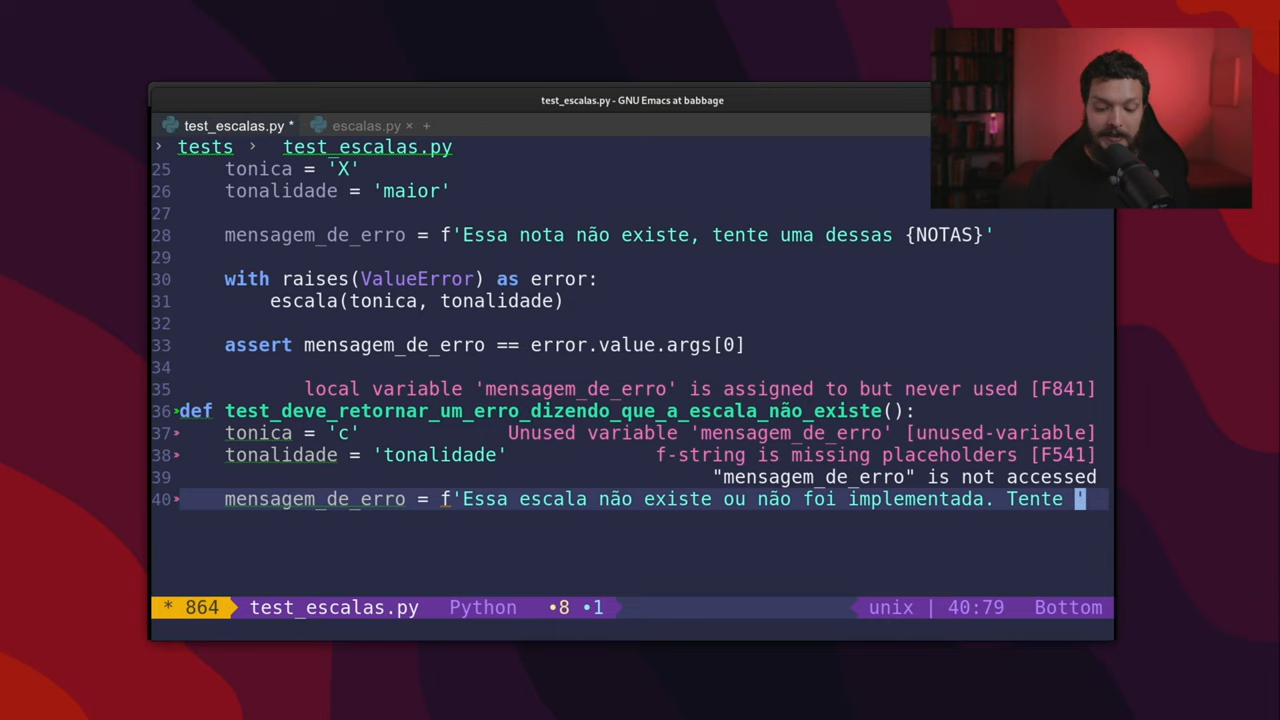 test_escalas.py - GNU Emacs at babbage
test_escalas.py * escalas.py × +
› tests › test_escalas.py
25 tonica = 'X'
26 tonalidade = 'maior'
27
28 mensagem_de_erro = f'Essa nota não existe, tente uma dessas {NOTAS}'
29
30 with raises(ValueError) as error:
31 escala(tonica, tonalidade)
32
33 assert mensagem_de_erro == error.value.args[0]
34
35 local variable 'mensagem_de_erro' is assigned to but never used [F841]
36 def test_deve_retornar_um_erro_dizendo_que_a_escala_não_existe():
37 tonica = 'c' Unused variable 'mensagem_de_erro' [unused-variable]
38 tonalidade = 'tonalidade' f-string is missing placeholders [F541]
39 "mensagem_de_erro" is not accessed
40 mensagem_de_erro = f'Essa escala não existe ou não foi implementada. Tente '
* 864 test_escalas.py Python •8 •1 unix | 40:79 Bottom